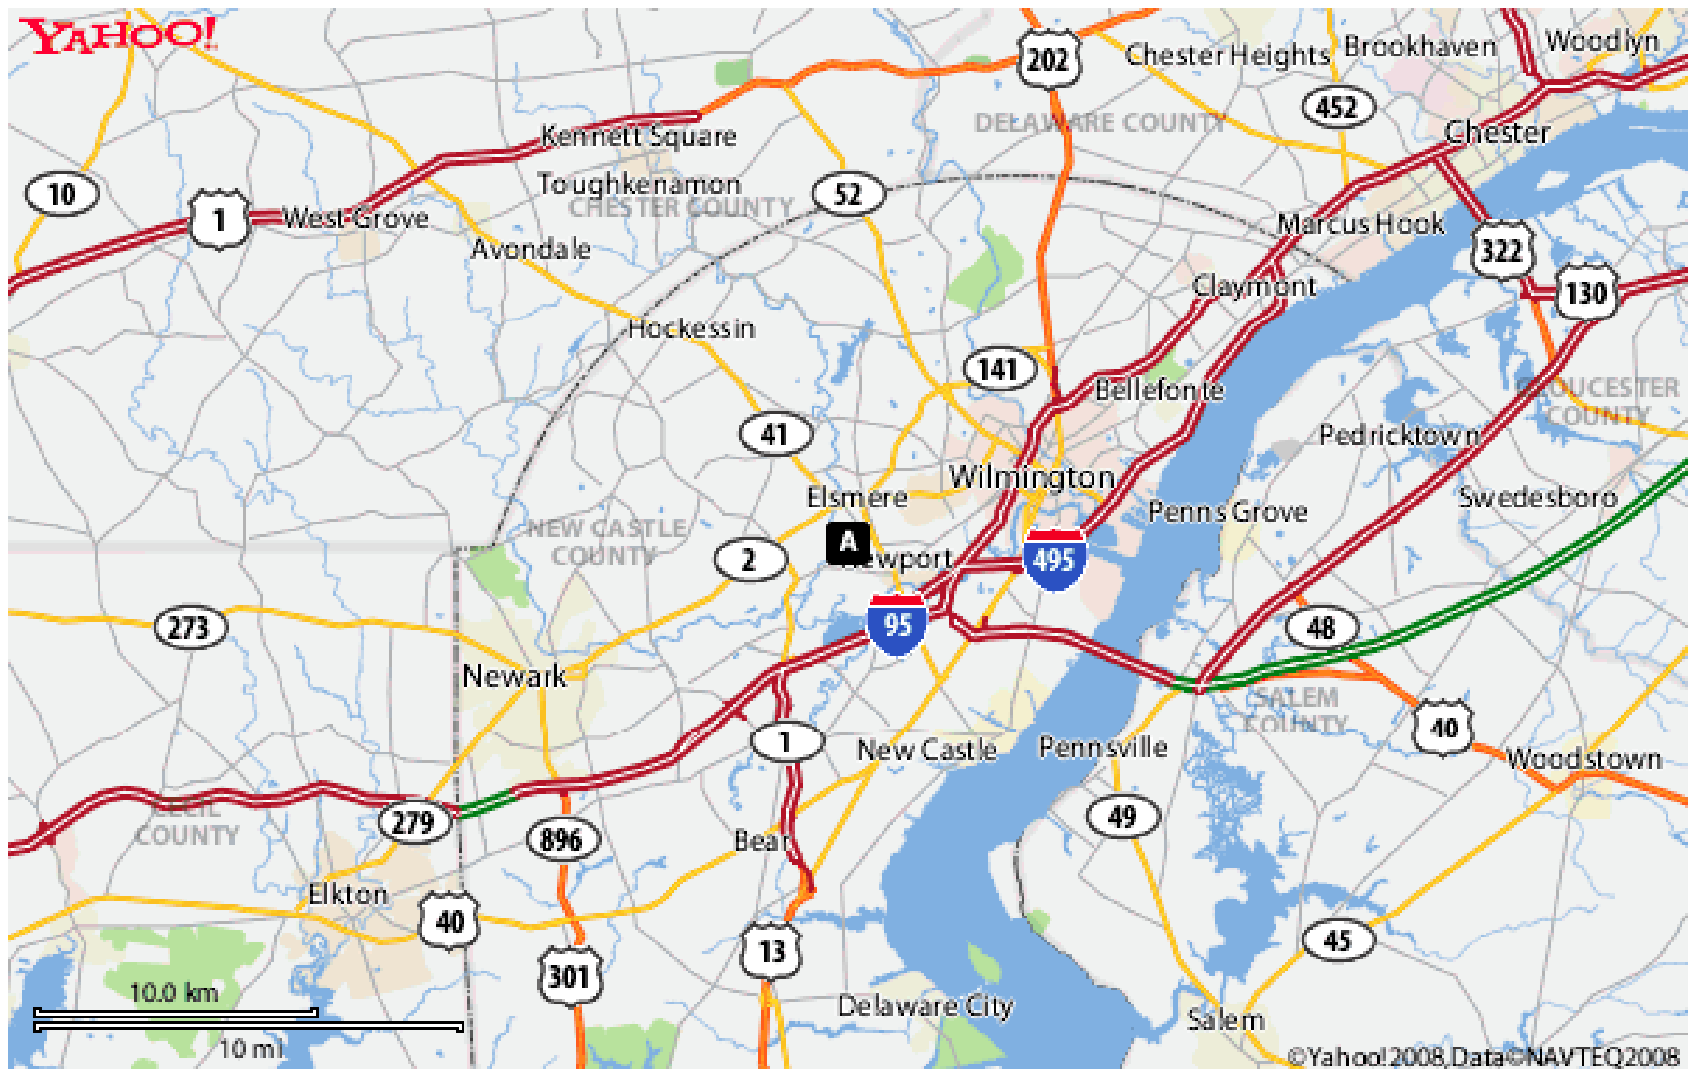 YAHOO!
202
Chester Heights
Brookhaven
Woodlyn
452
DELAWARE COUNTY
Chester
Kennett Square
10
Toughkenamon
52
CHESTER COUNTY
1
West Grove
Avondale
Marcus Hook
322
Claymont
130
Hockessin
141
Bellefonte
GLOUCESTER
COUNTY
41
Pedricktown
Wilmington
Elsmere
Swedesboro
Penns Grove
NEW CASTLE
COUNTY
A
2
Newport
495
273
95
48
Newark
SALEM
COUNTY
1
New Castle
Pennsville
40
Woodstown
CECIL
COUNTY
279
896
Bear
49
Elkton
40
13
45
301
10.0 km
Delaware City
Salem
10 mi
©Yahoo!2008,Data©NAVTEQ2008